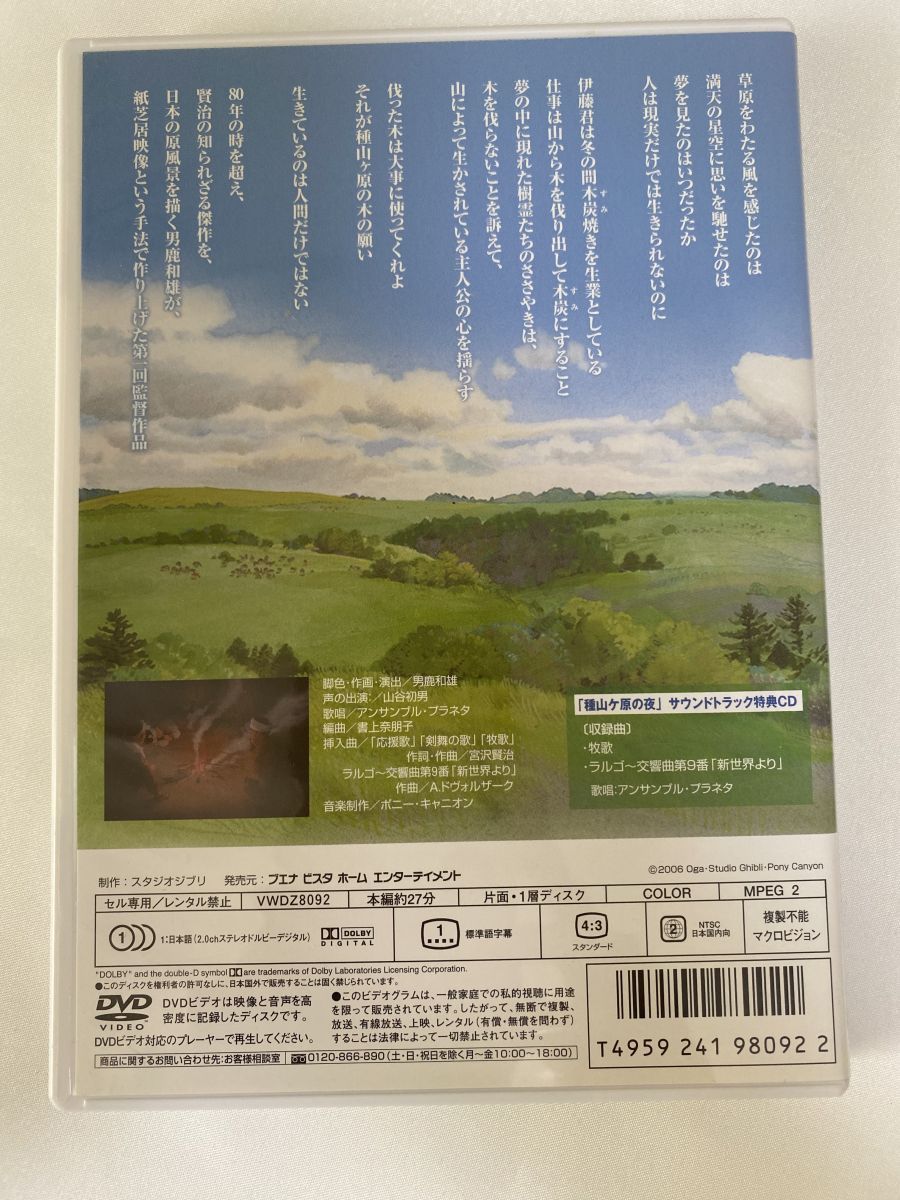 草原をわたる風を感じたのは
満天の星空に思いを馳せたのは
夢を見たのはいつだったか
人は現実だけでは生きられないのに
伊藤君は冬の間木炭焼きを生業としている
すみ
仕事は山から木を伐り出して木炭にすること
すみ
夢の中に現れた樹霊たちのささやきは、
木を伐らないことを訴えて、
山によって生かされている主人公の心を揺らす
伐った木は大事に使ってくれよ
それが種山ヶ原の木の願い
生きているのは人間だけではない
80年の時を超え、
賢治の知られざる傑作を、
日本の原風景を描く男鹿和雄が、
紙芝居映像という手法で作り上げた第一回監督作品
脚色・作画・演出／男鹿和雄
声の出演:／山谷初男
歌唱／アンサンブル・プラネタ
編曲／書上奈朋子
挿入曲／「応援歌」「剣舞の歌」「牧歌」
作詞・作曲／宮沢賢治
ラルゴ〜交響曲第9番「新世界より」
作曲／A.ドヴォルザーク
音楽制作／ポニー・キャニオン
「種山ケ原の夜」 サウンドトラック特典CD
〔収録曲〕
・牧歌
・ラルゴ〜交響曲第9番「新世界より」
歌唱:アンサンブル・プラネタ
©2006 Oga・Studio Ghibli・Pony Canyon
制作：スタジオジブリ 発売元：ブエナ ビスタ ホーム エンターテイメント
セル専用／レンタル禁止 VWDZ8092 本編約27分 片面・1層ディスク COLOR MPEG 2
1 1:日本語（2.0chステレオドルビーデジタル） DOLBY DIGITAL 1 標準語字幕 4:3 スタンダード 2 NTSC 日本国内向 複製不能 マクロビジョン
"DOLBY" and the double-D symbol are trademarks of Dolby Laboratories Licensing Corporation.
●このディスクを権利者の許可なしに、日本国外で販売することは固く禁じられています。
DVD VIDEO
DVDビデオは映像と音声を高
密度に記録したディスクです。
DVDビデオ対応のプレーヤーで再生してください。
●このビデオグラムは、一般家庭での私的視聴に用途
を限って販売されています。したがって、無断で複製、
放送、有線放送、上映、レンタル（有償・無償を問わず）
することは法律によって一切禁止されています。
商品に関するお問い合せ先:お客様相談室 0120-866-890（土・日・祝日を除く月〜金10:00〜18:00）
T4959 241 98092 2